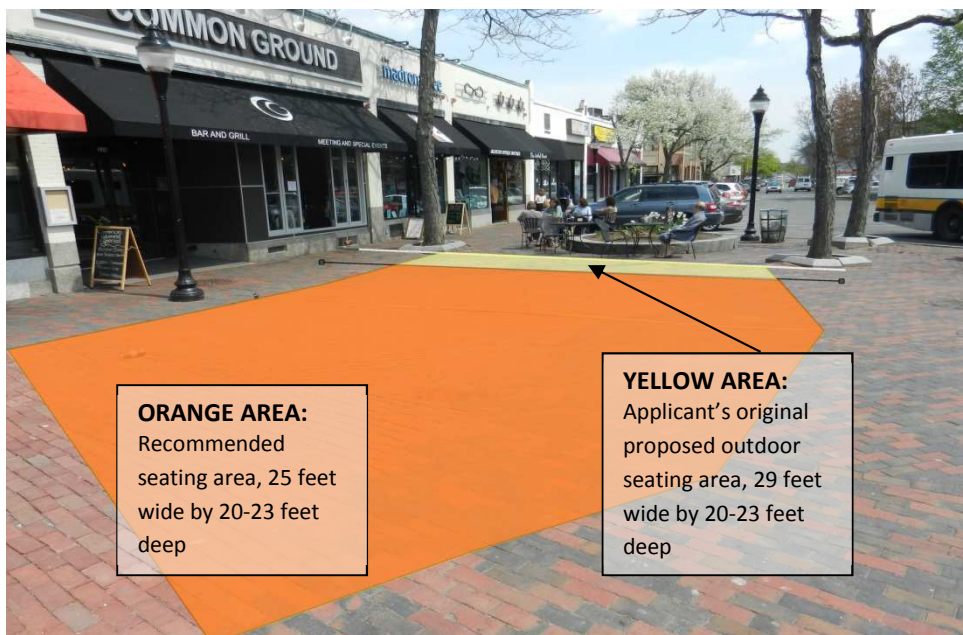 COMMON GROUND
BAR AND GRILL
MEETING AND SPECIAL EVENTS
ORANGE AREA:
Recommended
seating area, 25 feet
wide by 20-23 feet
deep
YELLOW AREA:
Applicant’s original
proposed outdoor
seating area, 29 feet
wide by 20-23 feet
deep